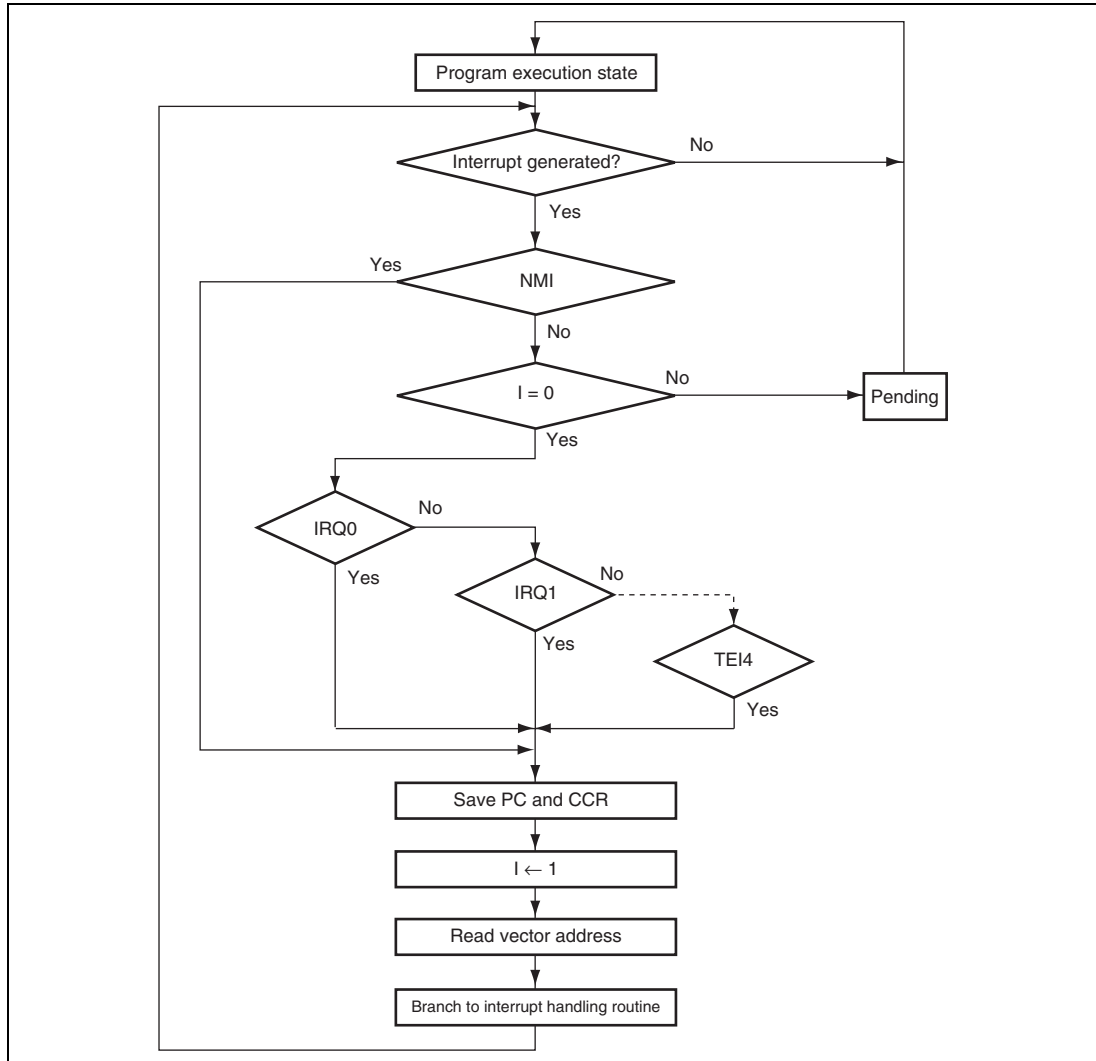 Program execution state
Interrupt generated?
No
Yes
Yes
NMI
No
I = 0
No
Pending
Yes
IRQ0
No
Yes
IRQ1
No
Yes
TEI4
Yes
Save PC and CCR
I ← 1
Read vector address
Branch to interrupt handling routine